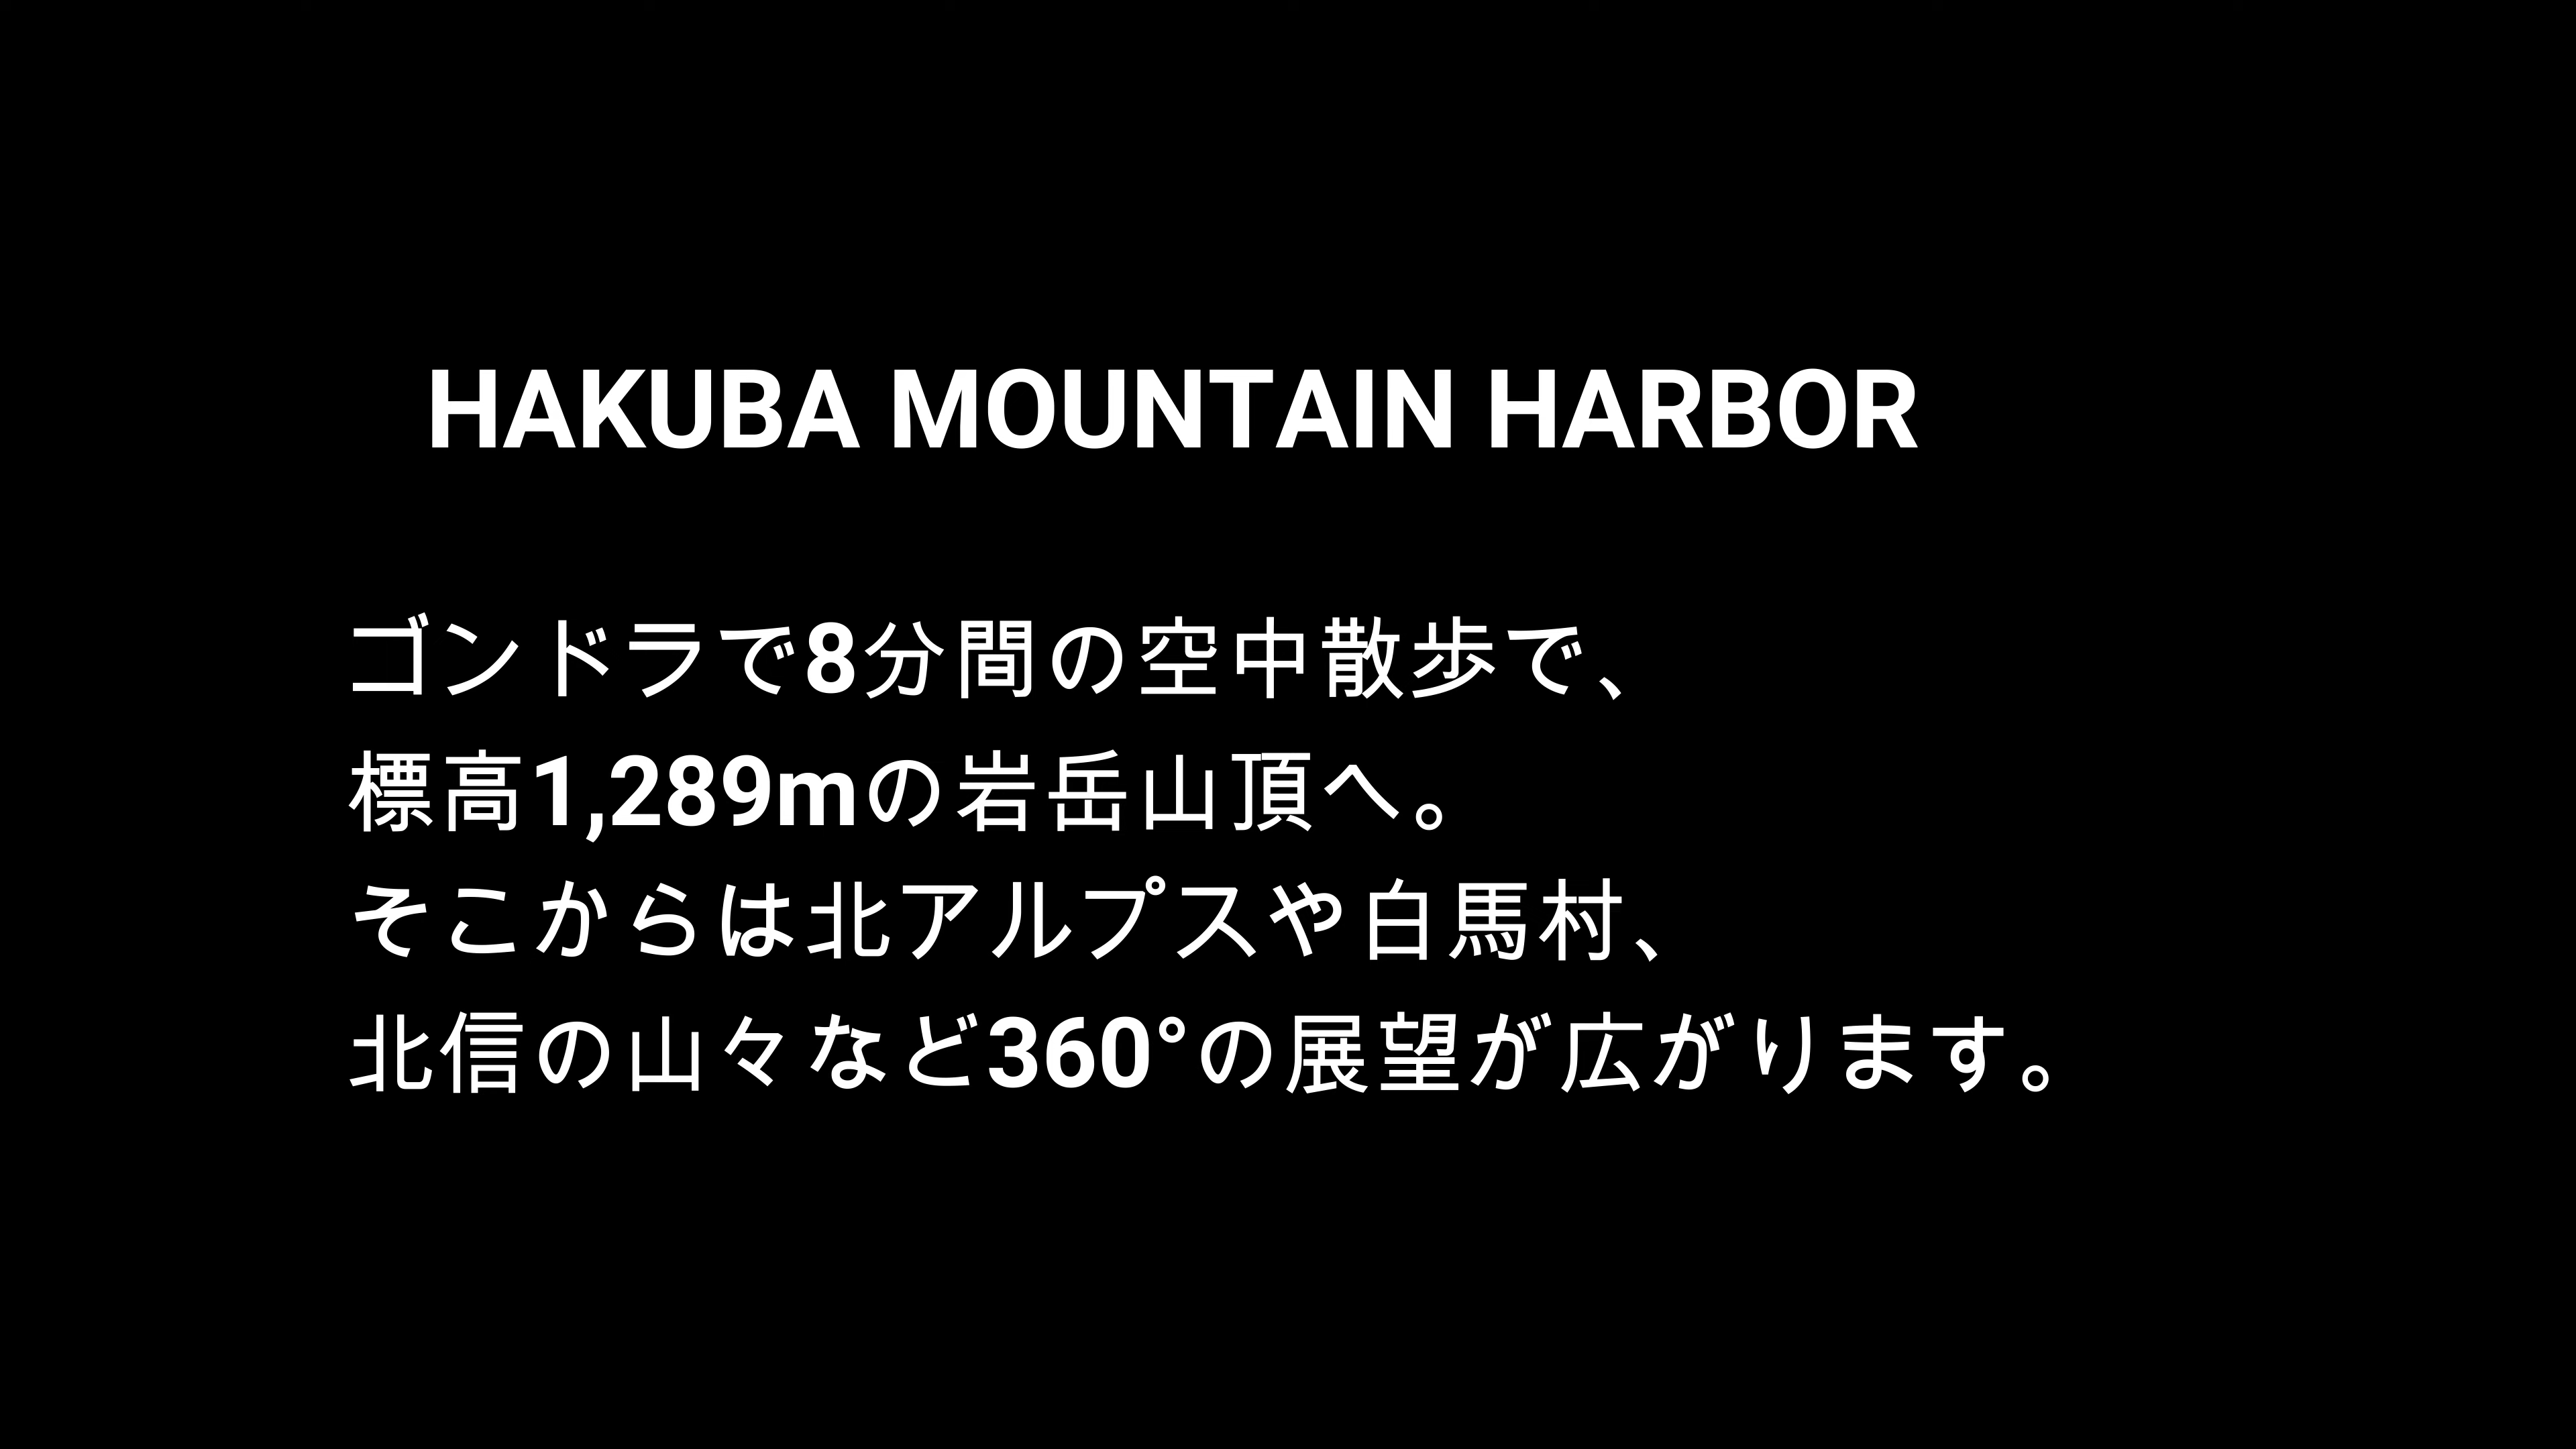 HAKUBA MOUNTAIN HARBOR
ゴンドラで8分間の空中散歩で、
標高1,289mの岩岳山頂へ。
そこからは北アルプスや白馬村、
北信の山々など360°の展望が広がります。